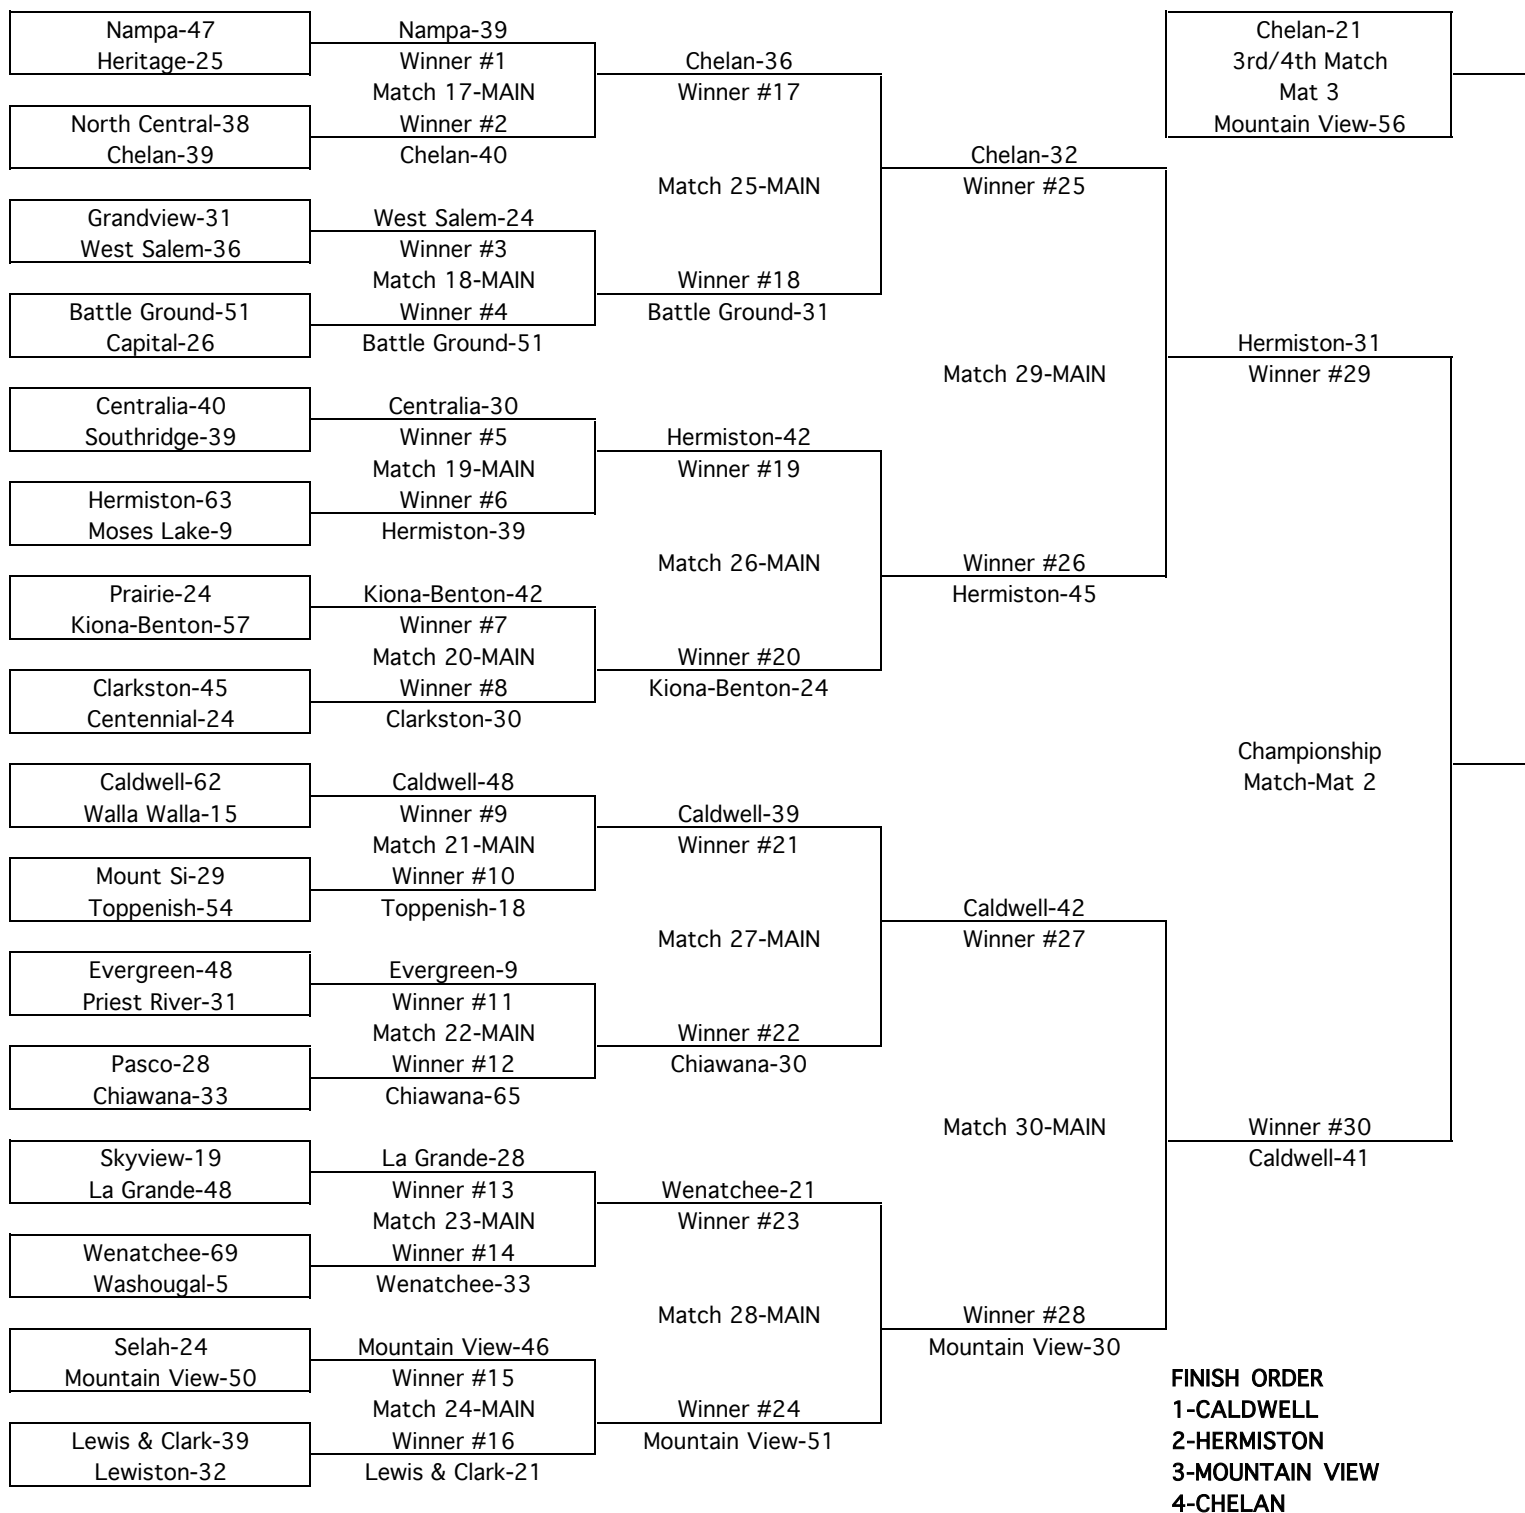 Nampa-47
Heritage-25
North Central-38
Chelan-39
Grandview-31
West Salem-36
Battle Ground-51
Capital-26
Centralia-40
Southridge-39
Hermiston-63
Moses Lake-9
Prairie-24
Kiona-Benton-57
Clarkston-45
Centennial-24
Caldwell-62
Walla Walla-15
Mount Si-29
Toppenish-54
Evergreen-48
Priest River-31
Pasco-28
Chiawana-33
Skyview-19
La Grande-48
Wenatchee-69
Washougal-5
Selah-24
Mountain View-50
Lewis & Clark-39
Lewiston-32
Nampa-39
Winner #1
Match 17-MAIN
Winner #2
Chelan-40
West Salem-24
Winner #3
Match 18-MAIN
Winner #4
Battle Ground-51
Centralia-30
Winner #5
Match 19-MAIN
Winner #6
Hermiston-39
Kiona-Benton-42
Winner #7
Match 20-MAIN
Winner #8
Clarkston-30
Caldwell-48
Winner #9
Match 21-MAIN
Winner #10
Toppenish-18
Evergreen-9
Winner #11
Match 22-MAIN
Winner #12
Chiawana-65
La Grande-28
Winner #13
Match 23-MAIN
Winner #14
Wenatchee-33
Mountain View-46
Winner #15
Match 24-MAIN
Winner #16
Lewis & Clark-21
Chelan-36
Winner #17
Match 25-MAIN
Winner #18
Battle Ground-31
Hermiston-42
Winner #19
Match 26-MAIN
Winner #20
Kiona-Benton-24
Caldwell-39
Winner #21
Match 27-MAIN
Winner #22
Chiawana-30
Wenatchee-21
Winner #23
Match 28-MAIN
Winner #24
Mountain View-51
Chelan-32
Winner #25
Match 29-MAIN
Winner #26
Hermiston-45
Caldwell-42
Winner #27
Match 30-MAIN
Winner #28
Mountain View-30
Chelan-21
3rd/4th Match
Mat 3
Mountain View-56
Hermiston-31
Winner #29
Championship
Match-Mat 2
Winner #30
Caldwell-41
FINISH ORDER
1-CALDWELL
2-HERMISTON
3-MOUNTAIN VIEW
4-CHELAN